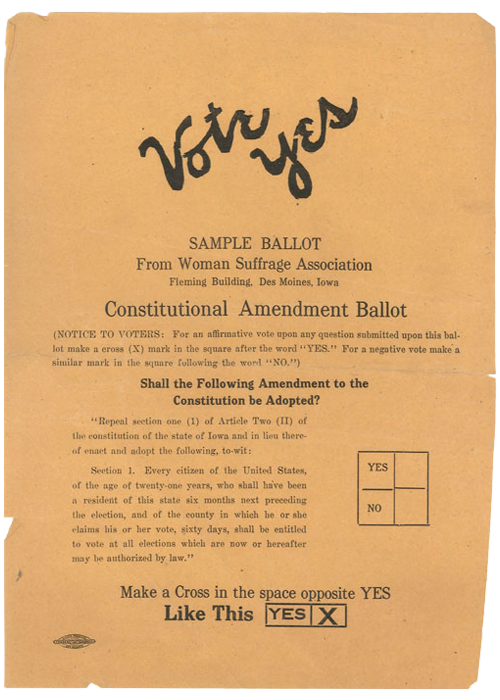 Vote
Yes
SAMPLE BALLOT
From Woman Suffrage Association
Fleming Building, Des Moines, Iowa
Constitutional Amendment Ballot
(NOTICE TO VOTERS: For an affirmative vote upon any question submitted upon this bal-
lot make a cross (X) mark in the square after the word "YES." For a negative vote make a
similar mark in the square following the word "NO.")
Shall the Following Amendment to the
Constitution be Adopted?
"Repeal section one (1) of Article Two (II) of
the constitution of the state of Iowa and in lieu there-
of enact and adopt the following, to-wit:
Section 1. Every citizen of the United States,
of the age of twenty-one years, who shall have been
a resident of this state six months next preceding
the election, and of the county in which he or she
claims his or her vote, sixty days, shall be entitled
to vote at all elections which are now or hereafter
may be authorized by law."
YES
NO
Make a Cross in the space opposite YES
Like This YES X